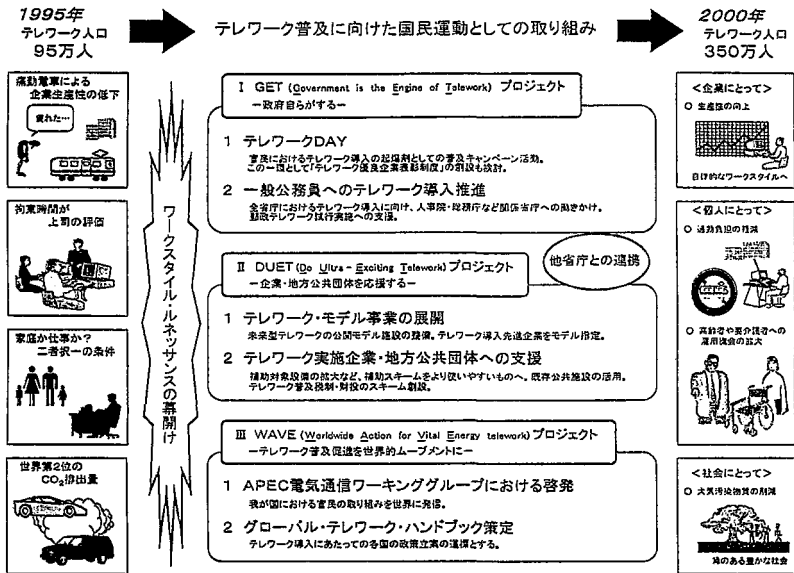 1995年
テレワーク人口
95万人
テレワーク普及に向けた国民運動としての取り組み
2000年
テレワーク人口
350万人
痛勤電車による
企業生産性の低下
疲れた…
拘束時間が
上司の評価
家庭か仕事か?
二者択一の条件
世界第2位の
CO2排出量
ワークスタイル・ルネッサンスの幕開け
I GET (Government is the Engine of Telework) プロジェクト
ー政府自らがするー
1 テレワークDAY
官民におけるテレワーク導入の起爆剤としての普及キャンペーン活動。
この一環として「テレワーク優良企業表彰制度」の創設も検討。
2 一般公務員へのテレワーク導入推進
全省庁におけるテレワーク導入に向け、人事院・総務庁など関係省庁への働きかけ。
郵政テレワーク試行実施への支援。
他省庁との連携
II DUET (Do Ultra - Exciting Telework) プロジェクト
ー企業・地方公共団体を応援するー
1 テレワーク・モデル事業の展開
未来型テレワークの公開モデル施設の整備。テレワーク導入先進企業をモデル指定。
2 テレワーク実施企業・地方公共団体への支援
補助対象設備の拡大など、補助スキームをより使いやすいものへ。既存公共施設の活用。
テレワーク普及税制・財投のスキーム創設。
III WAVE (Worldwide Action for Vital Energy telework) プロジェクト
ーテレワーク普及促進を世界的ムーブメントにー
1 APEC電気通信ワーキンググループにおける啓発
我が国における官民の取り組みを世界に発信。
2 グローバル・テレワーク・ハンドブック策定
テレワーク導入にあたっての各国の政策立案の道標とする。
<企業にとって>
○ 生産性の向上
自律的なワークスタイルへ
<個人にとって>
○ 通勤負担の軽減
○ 高齢者や要介護者への
雇用機会の拡大
<社会にとって>
○ 大気汚染物質の削減
質のある豊かな社会